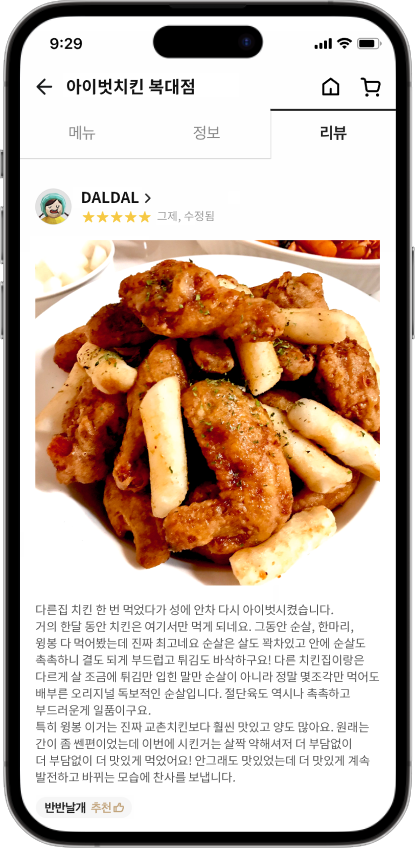 9:29
아이벗치킨 복대점
메뉴 정보 리뷰
DALDAL
그제, 수정됨
다른집 치킨 한 번 먹었다가 성에 안차 다시 아이벗시켰습니다.
거의 한달 동안 치킨은 여기서만 먹게 되네요. 그동안 순살, 한마리,
윙봉 다 먹어봤는데 진짜 최고네요 순살은 살도 꽉차있고 안에 순살도
촉촉하니 결도 되게 부드럽고 튀김도 바삭하구요! 다른 치킨집이랑은
다르게 살 조금에 튀김만 입힌 말만 순살이 아니라 정말 몇조각만 먹어도
배부른 오리지널 독보적인 순살입니다. 절단육도 역시나 촉촉하고
부드러운게 일품이구요.
특히 윙봉 이거는 진짜 교촌치킨보다 훨씬 맛있고 양도 많아요. 원래는
간이 좀 쎈편이었는데 이번에 시킨거는 살짝 약해셔저 더 부담없이
더 부담없이 더 맛있게 먹었어요! 안그래도 맛있었는데 더 맛있게 계속
발전하고 바뀌는 모습에 찬사를 보냅니다.
반반날개 추천